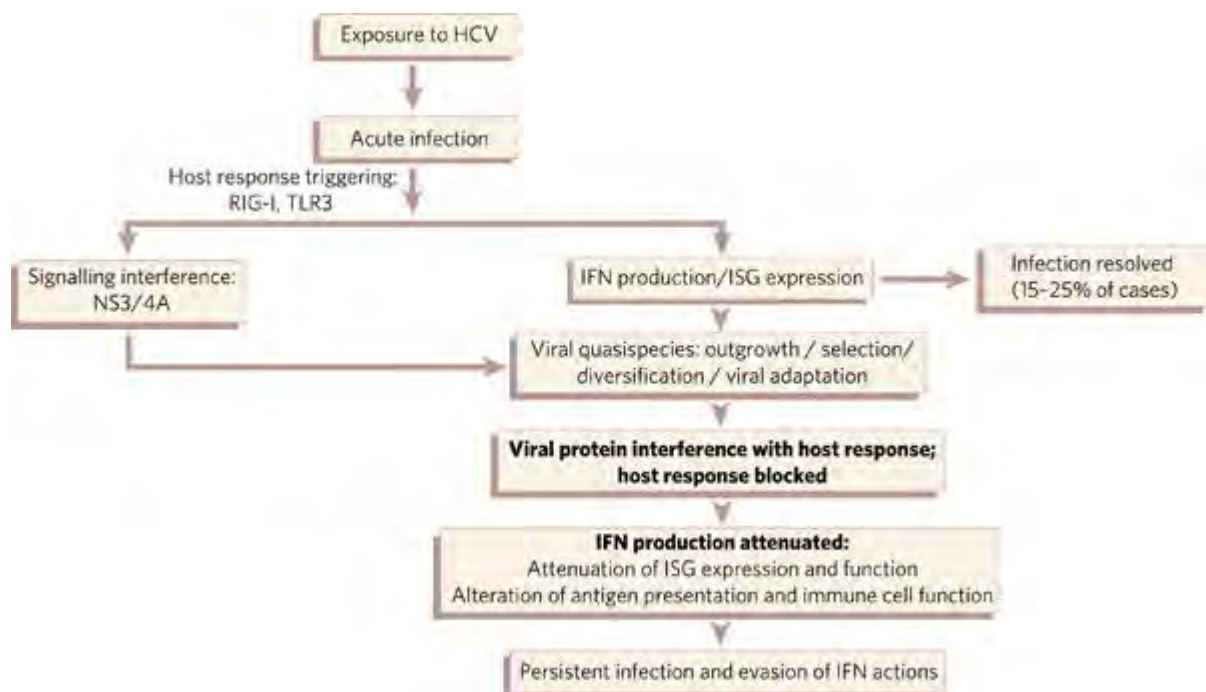 Exposure to HCV
Acute infection
Host response triggering:
RIG-I, TLR3
Signalling interference:
NS3/4A
IFN production/ISG expression
Infection resolved
(15–25% of cases)
Viral quasispecies: outgrowth / selection/
diversification / viral adaptation
Viral protein interference with host response;
host response blocked
IFN production attenuated:
Attenuation of ISG expression and function
Alteration of antigen presentation and immune cell function
Persistent infection and evasion of IFN actions